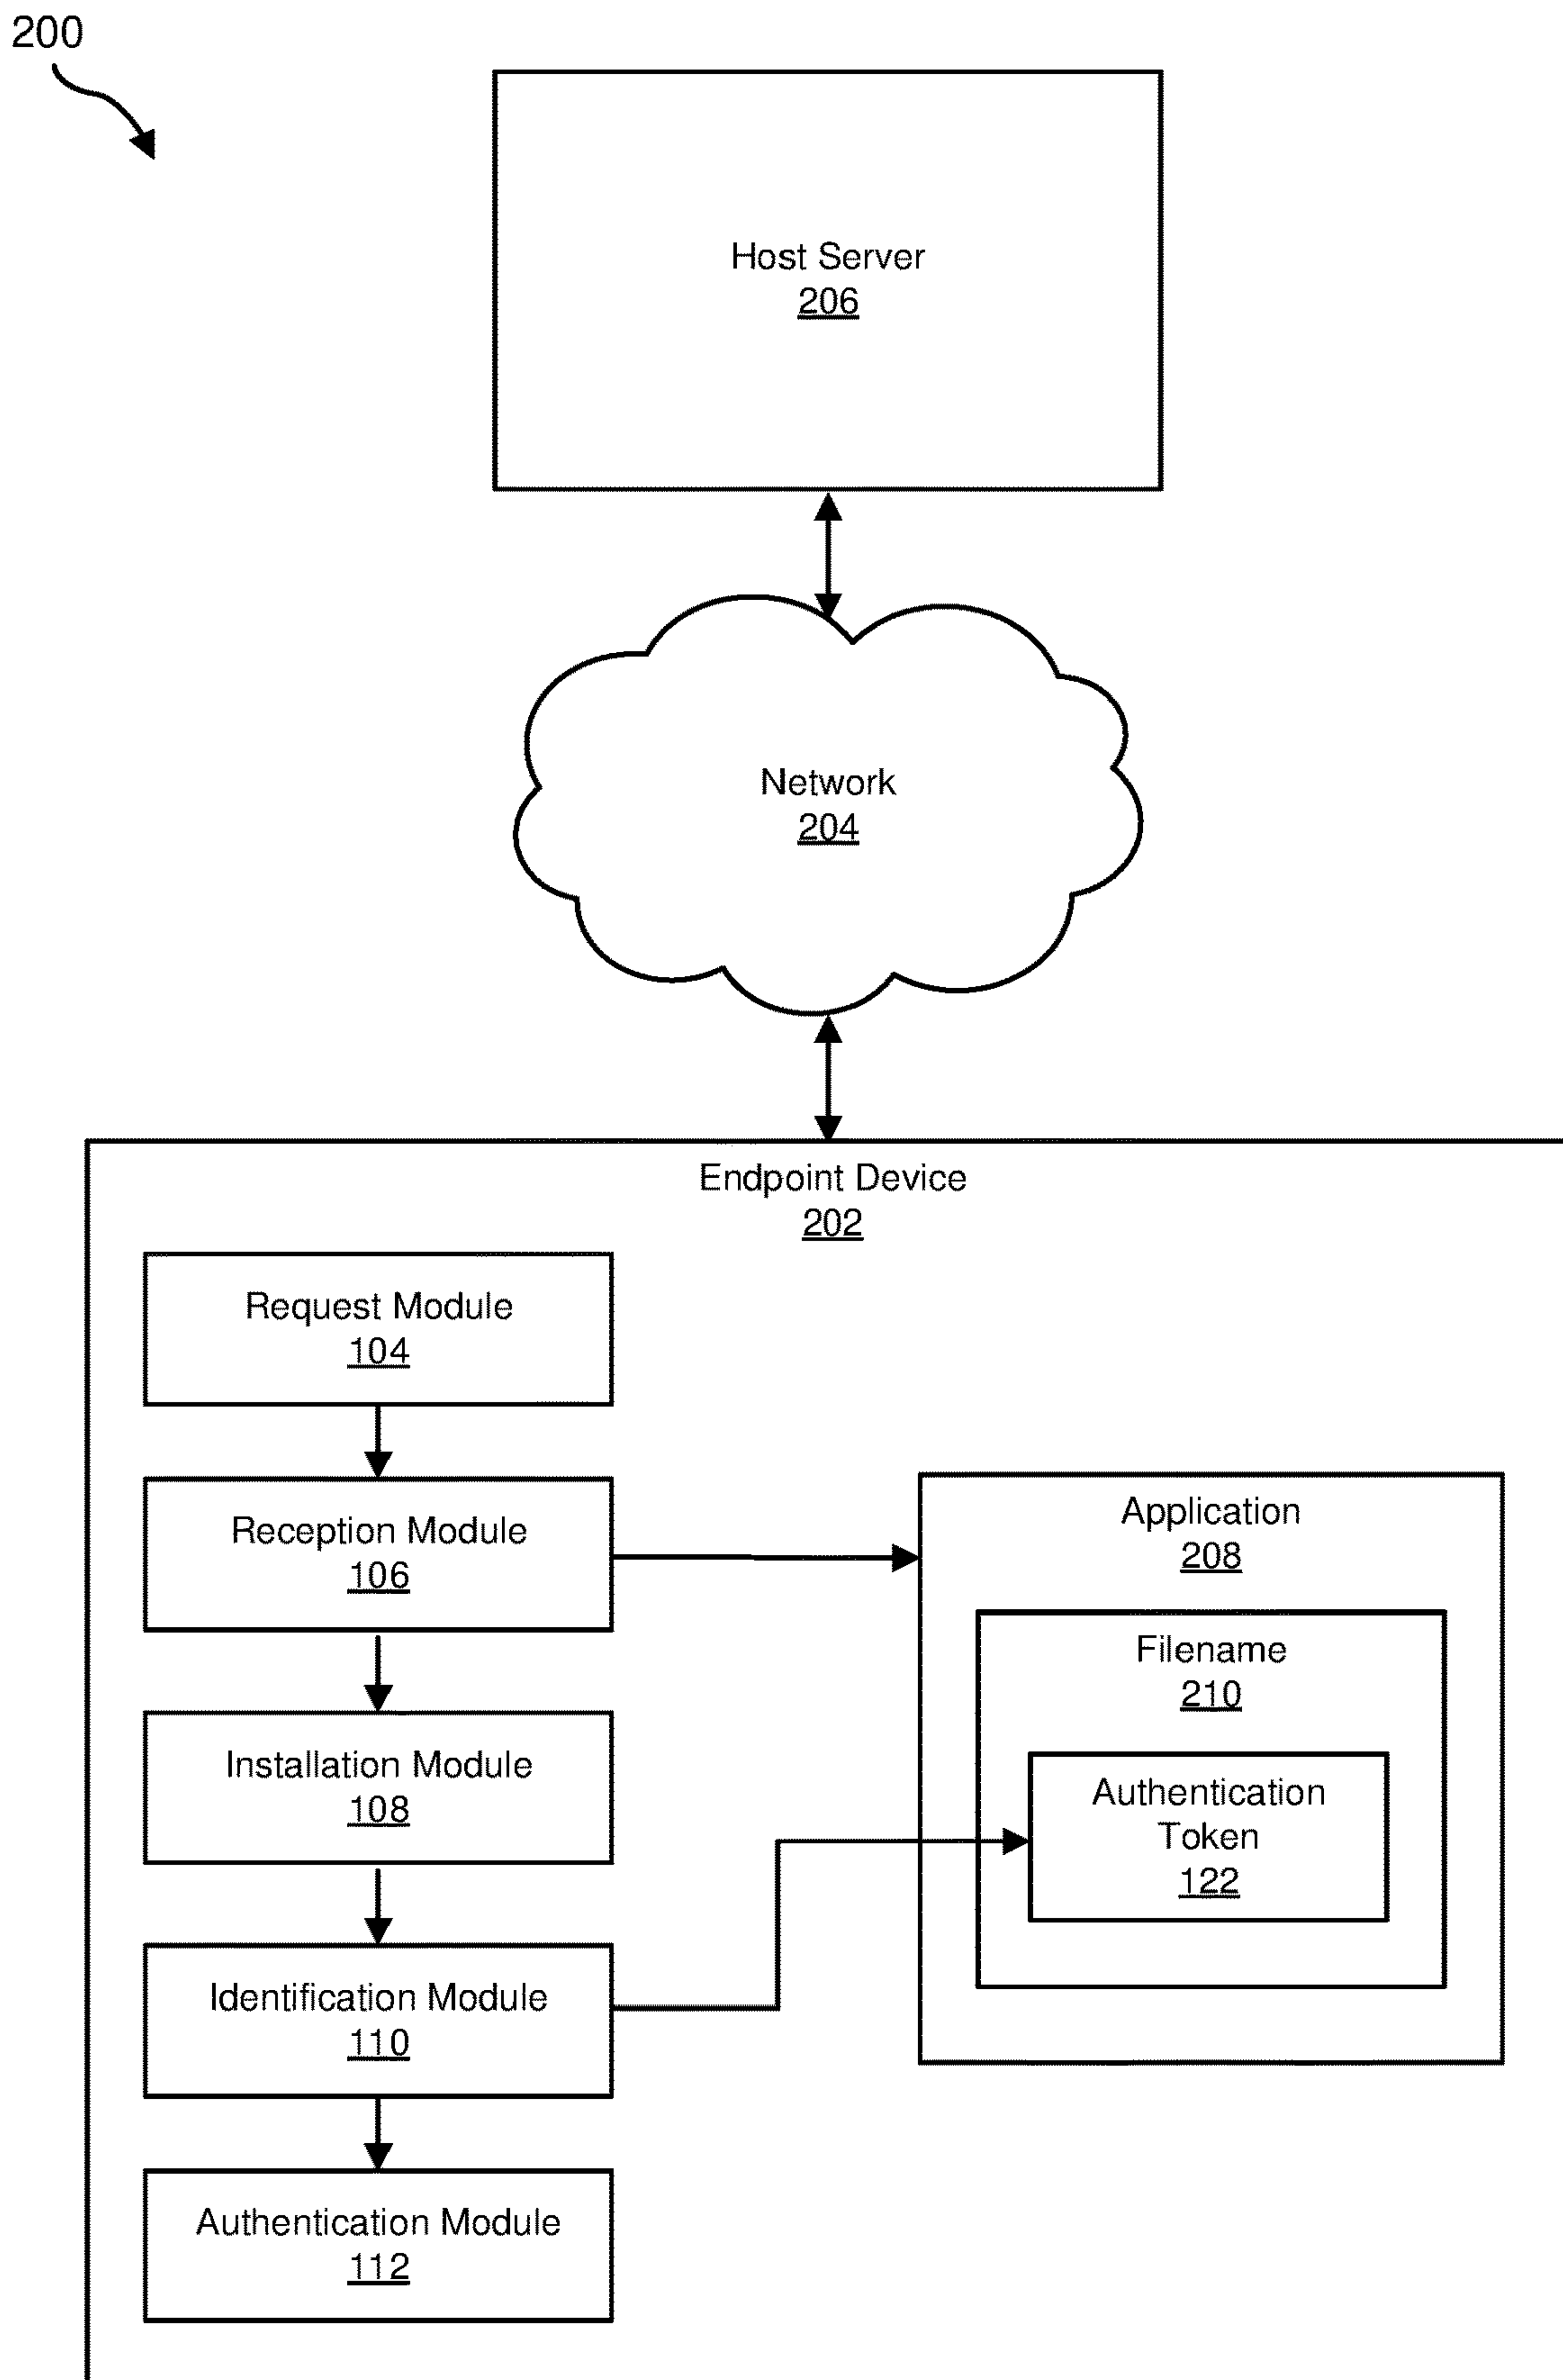 200
Host Server
206
Network
204
Endpoint Device
202
Request Module
104
Reception Module
106
Installation Module
108
Identification Module
110
Authentication Module
112
Application
208
Filename
210
Authentication
Token
122